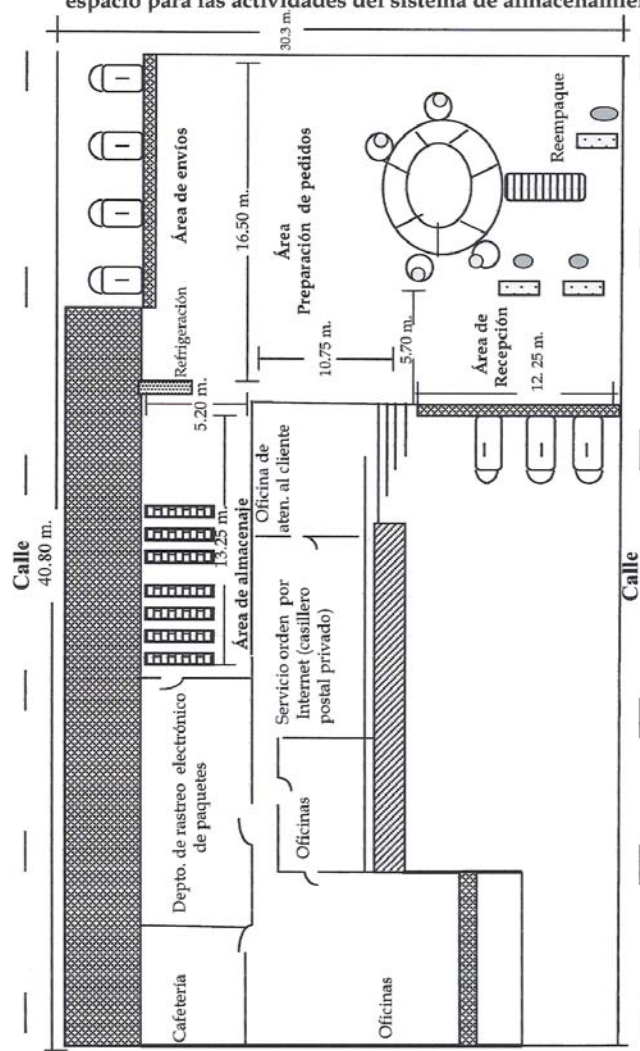 espacio para las actividades del sistema de almacenamien
30.3 m.
Calle
40.80 m.
Área de envíos
16.50 m.
Refrigeración
5.20 m.
Área
Preparación de pedidos
10.75 m.
5.70 m.
Reempaque
Área de
Recepción
12. 25 m.
13.25 m.
Área de almacenaje
Oficina de
aten. al cliente
Servicio orden por
Internet (casillero
postal privado)
Depto. de rastreo electrónico
de paquetes
Oficinas
Cafetería
Oficinas
Calle